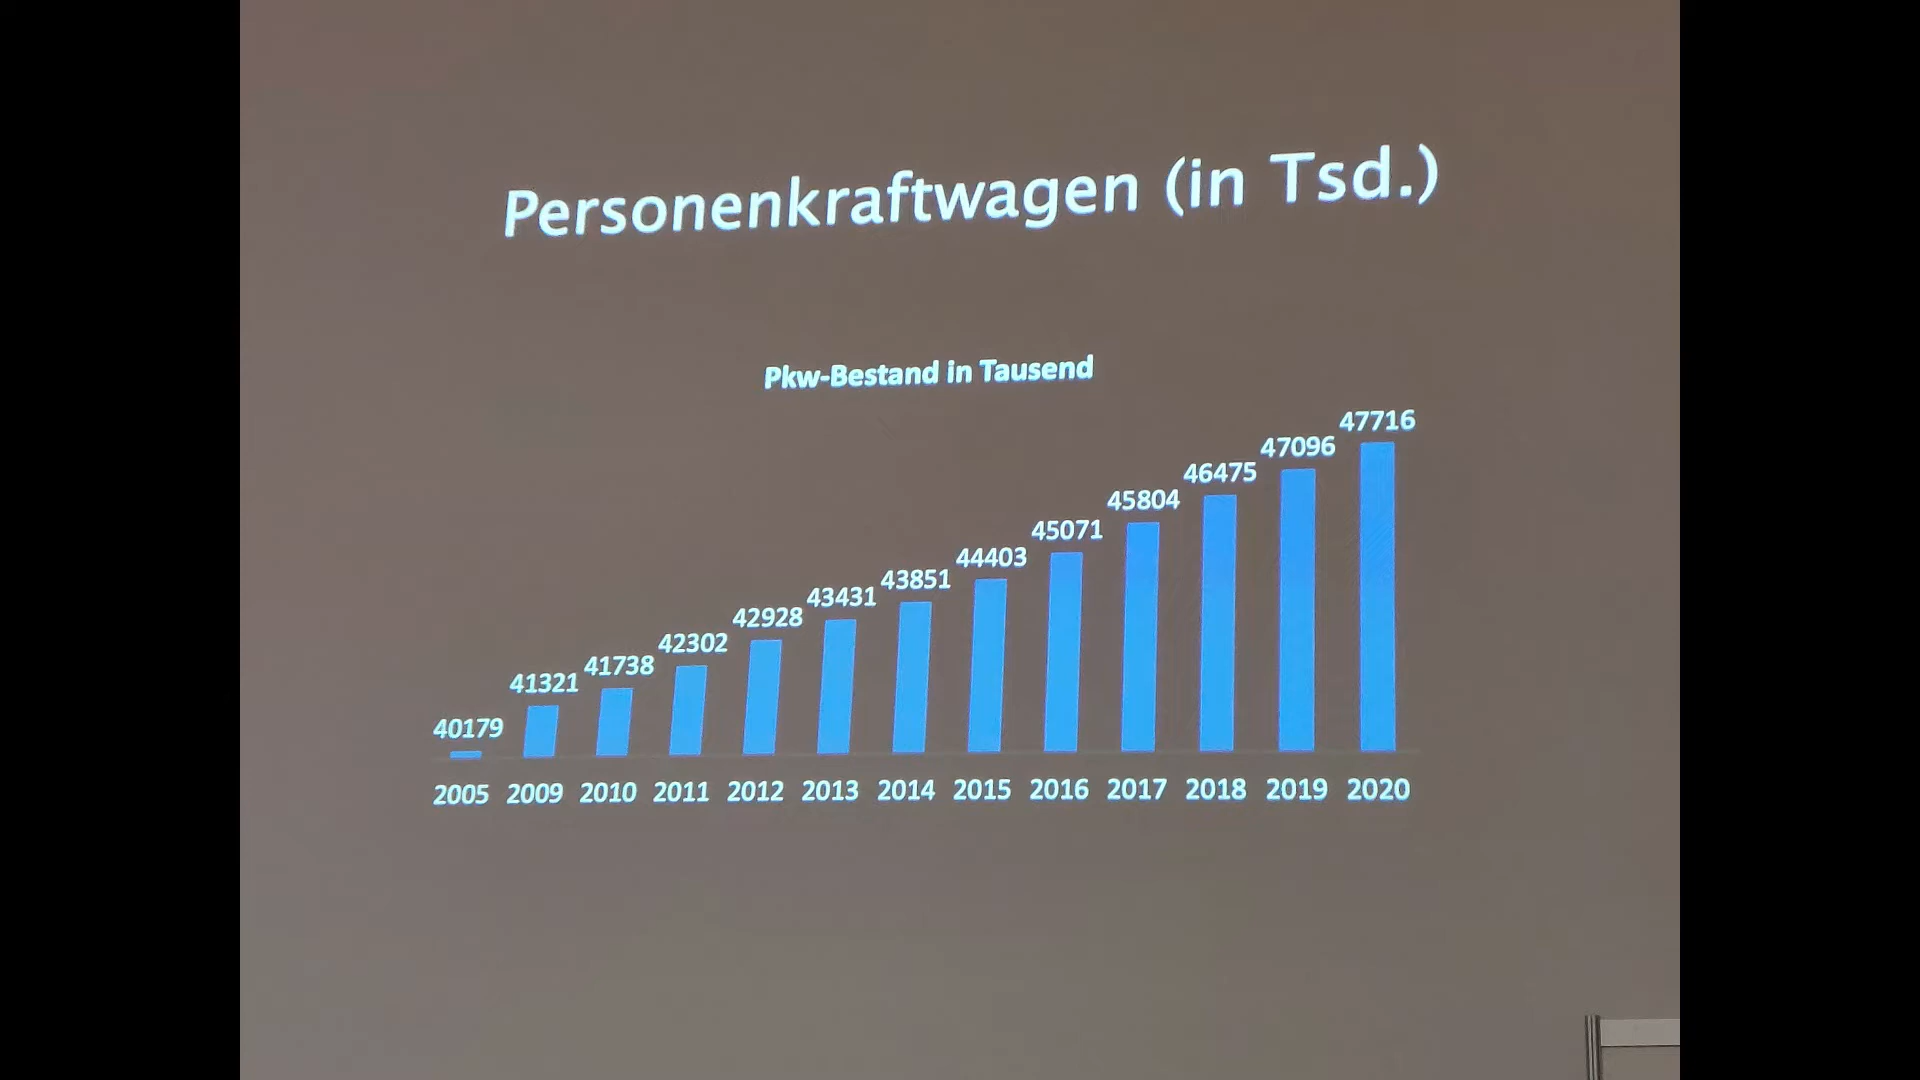 Personenkraftwagen (in Tsd.)
Pkw-Bestand in Tausend
40179 41321 41738 42302 42928 43431 43851 44403 45071 45804 46475 47096 47716
2005 2009 2010 2011 2012 2013 2014 2015 2016 2017 2018 2019 2020